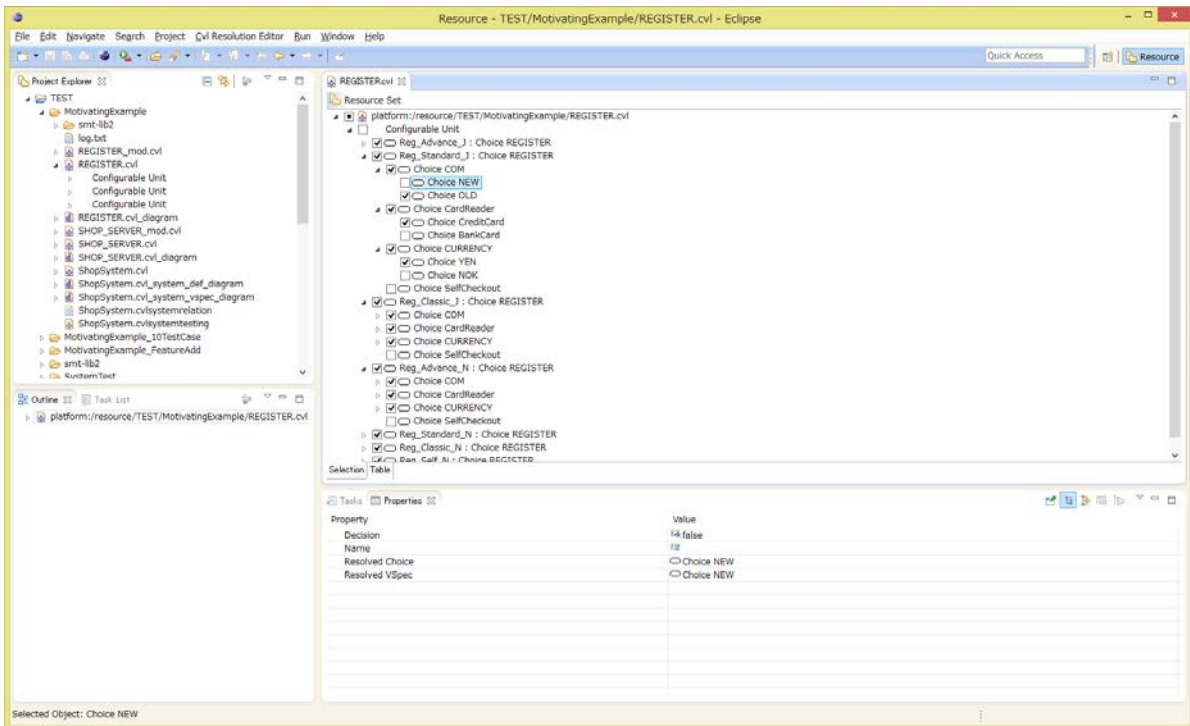 Resource - TEST/MotivatingExample/REGISTER.cvl - Eclipse
File Edit Navigate Search Project Cvl Resolution Editor Run Window Help
Quick Access
Resource
Project Explorer
TEST
MotivatingExample
smt-lib2
log.txt
REGISTER_mod.cvl
REGISTER.cvl
Configurable Unit
Configurable Unit
Configurable Unit
REGISTER.cvl_diagram
SHOP_SERVER_mod.cvl
SHOP_SERVER.cvl
SHOP_SERVER.cvl_diagram
ShopSystem.cvl
ShopSystem.cvl_system_def_diagram
ShopSystem.cvl_system_vspec_diagram
ShopSystem.cvlsystemrelation
ShopSystem.cvlsystemtesting
MotivatingExample_10TestCase
MotivatingExample_FeatureAdd
smt-lib2
SystemTest
Outline Task List
platform:/resource/TEST/MotivatingExample/REGISTER.cvl
REGISTER.cvl
Resource Set
platform:/resource/TEST/MotivatingExample/REGISTER.cvl
Configurable Unit
Reg_Advance_J : Choice REGISTER
Reg_Standard_J : Choice REGISTER
Choice COM
Choice NEW
Choice OLD
Choice CardReader
Choice CreditCard
Choice BankCard
Choice CURRENCY
Choice YEN
Choice NOK
Choice SelfCheckout
Reg_Classic_J : Choice REGISTER
Choice COM
Choice CardReader
Choice CURRENCY
Choice SelfCheckout
Reg_Advance_N : Choice REGISTER
Choice COM
Choice CardReader
Choice CURRENCY
Choice SelfCheckout
Reg_Standard_N : Choice REGISTER
Reg_Classic_N : Choice REGISTER
Reg_Self_N : Choice REGISTER
Selection Table
Tasks Properties
Property Value
Decision false
Name
Resolved Choice Choice NEW
Resolved VSpec Choice NEW
Selected Object: Choice NEW